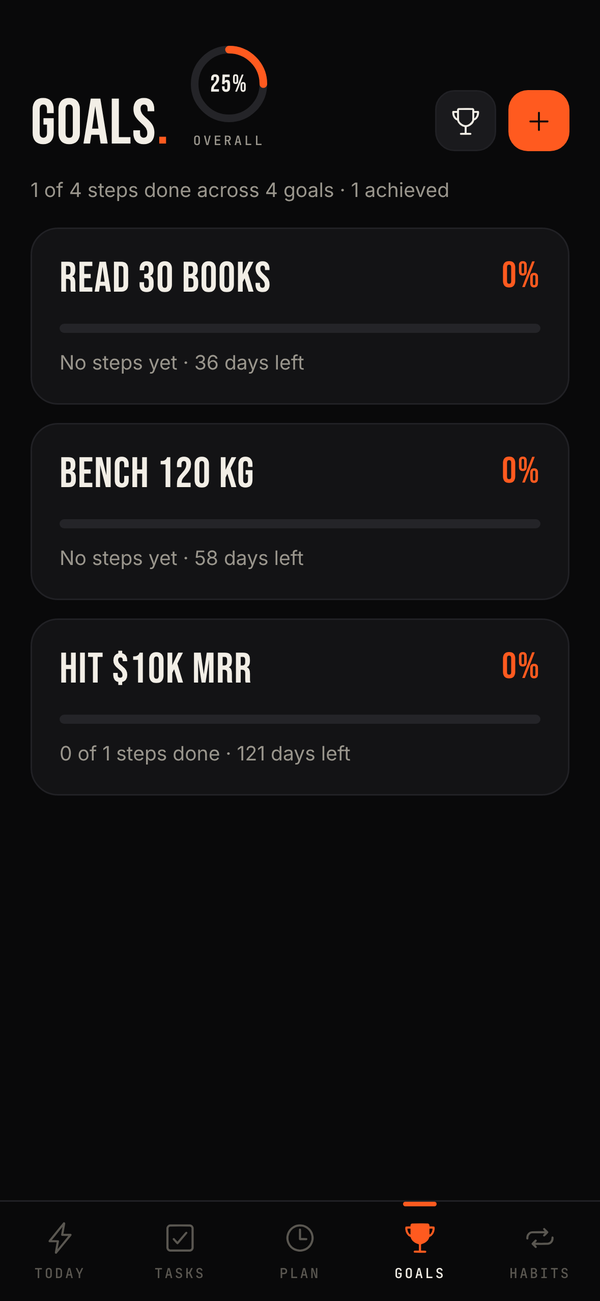 25%
GOALS.
OVERALL
1 of 4 steps done across 4 goals · 1 achieved
READ 30 BOOKS 0%
No steps yet · 36 days left
BENCH 120 KG 0%
No steps yet · 58 days left
HIT $10K MRR 0%
0 of 1 steps done · 121 days left
TODAY TASKS PLAN GOALS HABITS